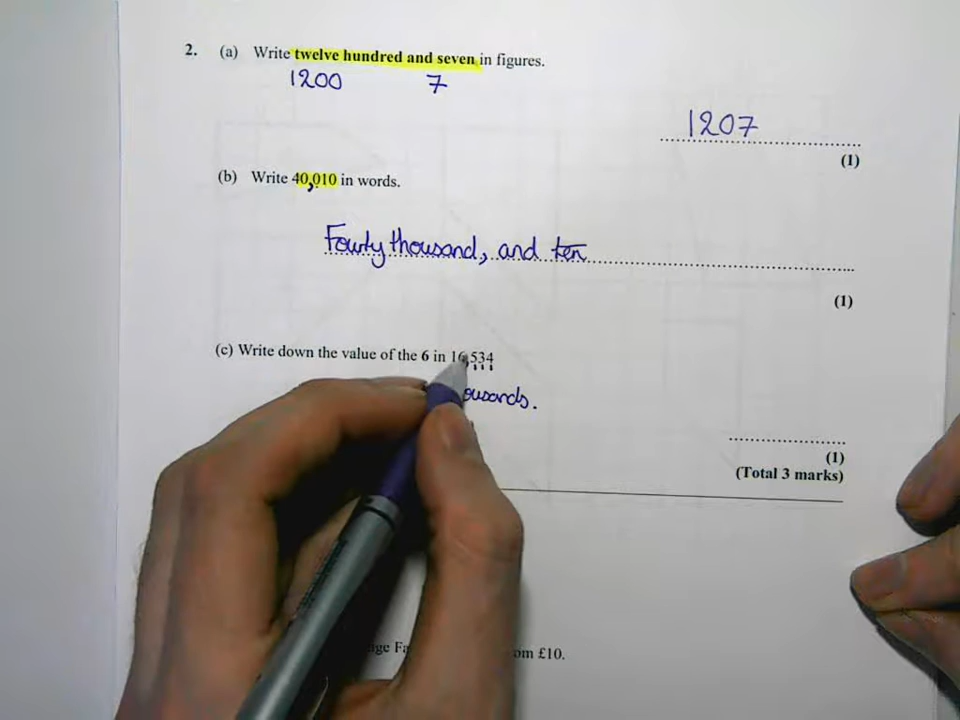 2. (a) Write twelve hundred and seven in figures.
1200 7
1207
(1)
(b) Write 40,010 in words.
Fourty thousand, and ten
(1)
(c) Write down the value of the 6 in 16,534
ousands.
(1)
(Total 3 marks)
om £10.